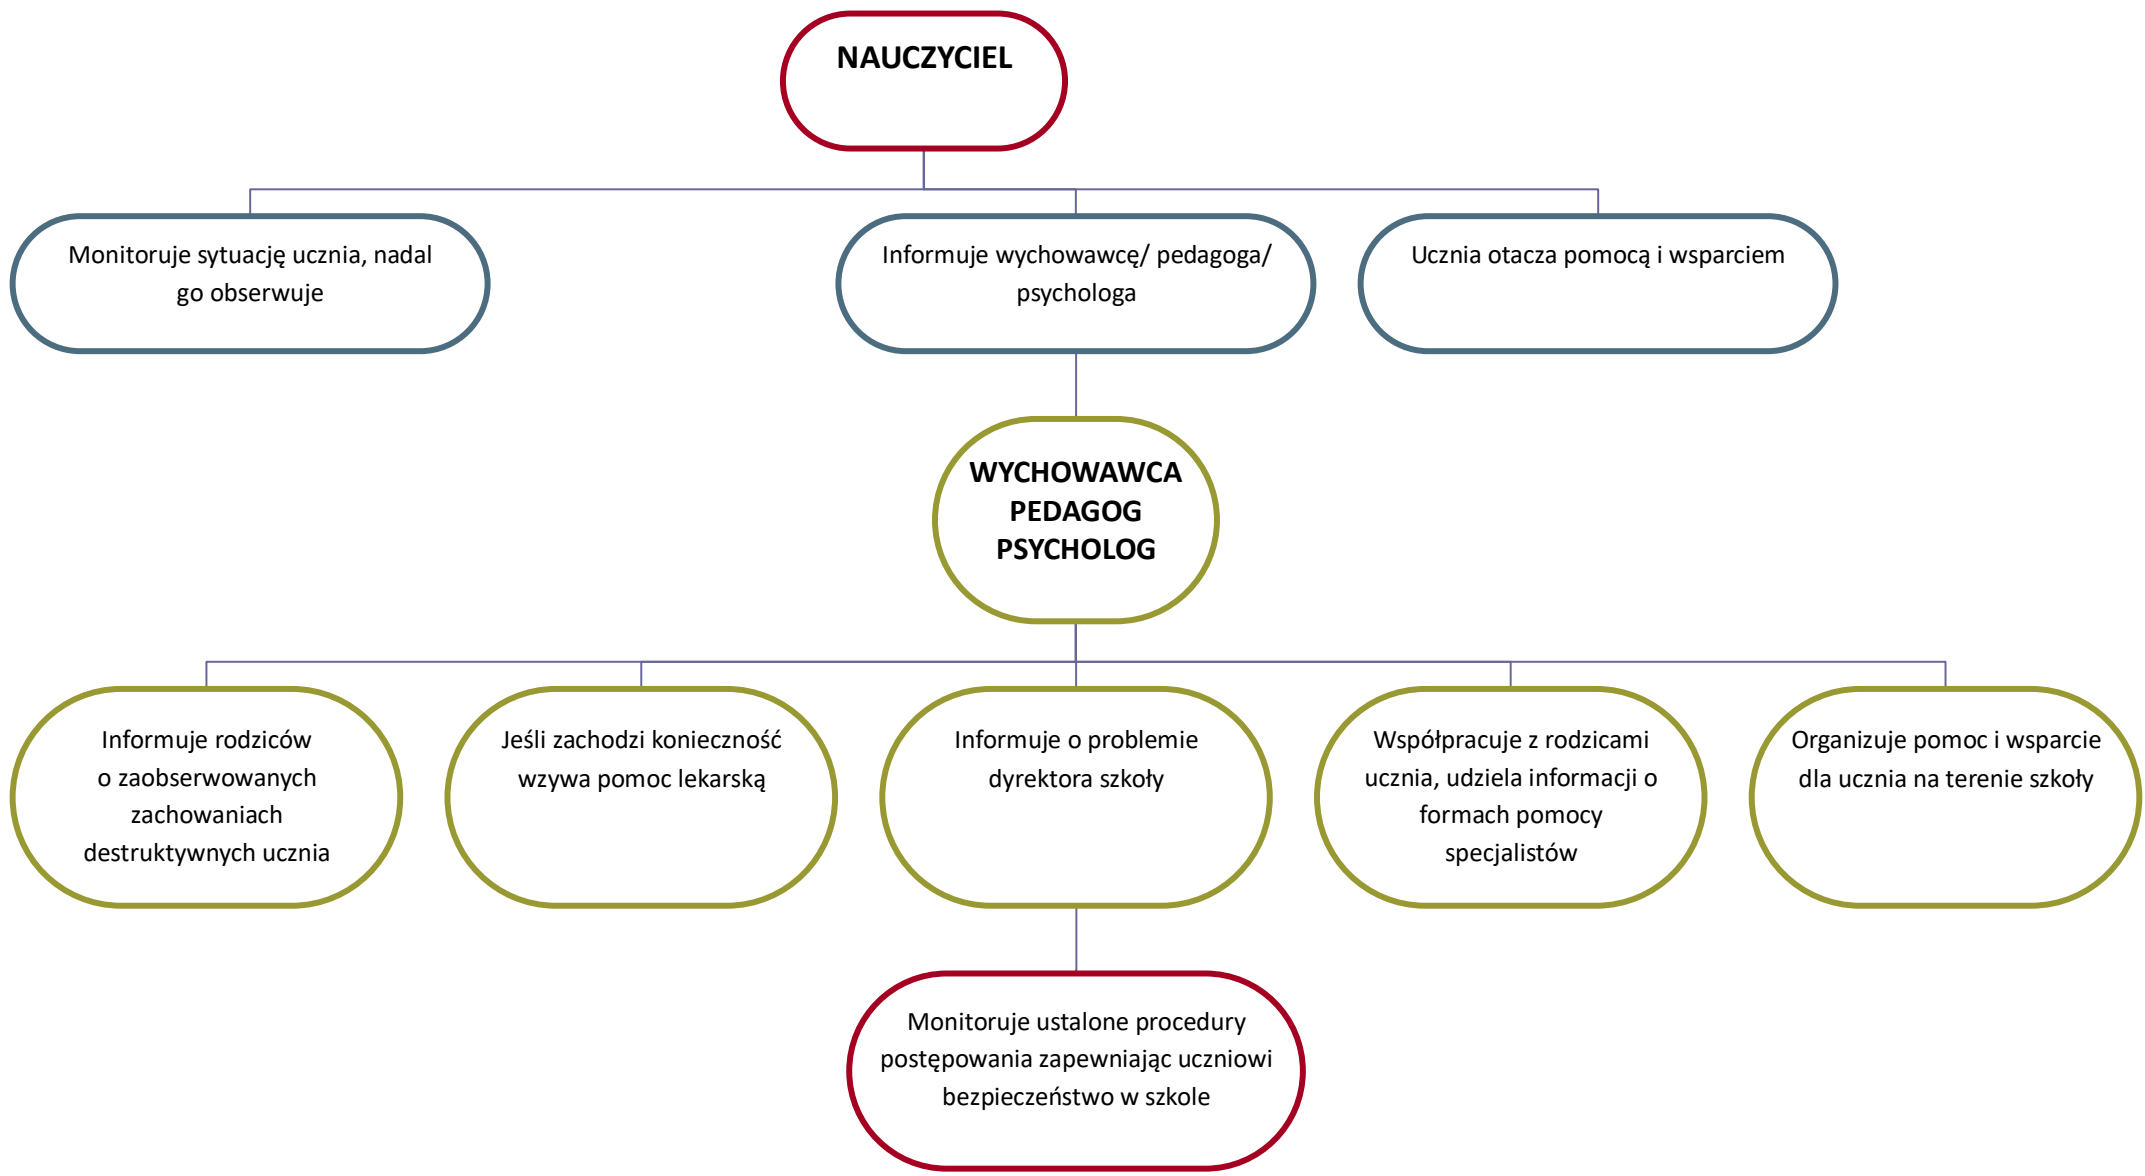 NAUCZYCIEL
Monitoruje sytuację ucznia, nadal
go obserwuje
Informuje wychowawcę/ pedagoga/
psychologa
Ucznia otacza pomocą i wsparciem
WYCHOWAWCA
PEDAGOG
PSYCHOLOG
Informuje rodziców
o zaobserwowanych
zachowaniach
destruktywnych ucznia
Jeśli zachodzi konieczność
wzywa pomoc lekarską
Informuje o problemie
dyrektora szkoły
Współpracuje z rodzicami
ucznia, udziela informacji o
formach pomocy
specjalistów
Organizuje pomoc i wsparcie
dla ucznia na terenie szkoły
Monitoruje ustalone procedury
postępowania zapewniając uczniowi
bezpieczeństwo w szkole